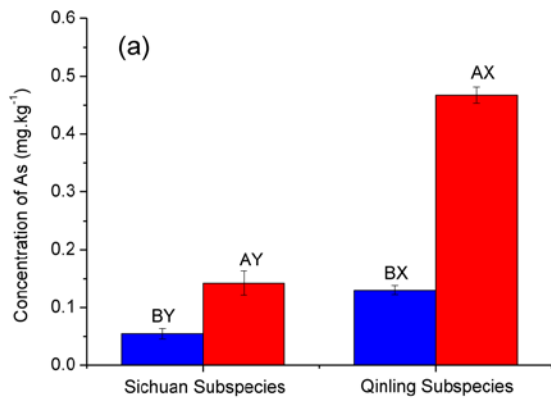 (a)
Concentration of As (mg.kg⁻¹)
0.6
0.5
0.4
0.3
0.2
0.1
0.0
BY
AY
BX
AX
Sichuan Subspecies
Qinling Subspecies